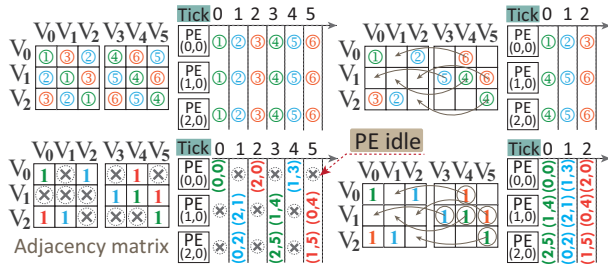 V0 V1 V2 V3 V4 V5
V0 ① ③ ② ④ ⑥ ⑤
V1 ② ① ③ ⑤ ④ ⑥
V2 ③ ② ① ⑥ ⑤ ④
Tick 0 1 2 3 4 5
PE (0,0) ① ② ③ ④ ⑤ ⑥
PE (1,0) ① ② ③ ④ ⑤ ⑥
PE (2,0) ① ② ③ ④ ⑤ ⑥
V0 V1 V2 V3 V4 V5
V0 ① ② ⑥
V1 ⑤ ④ ⑥
V2 ③ ② ④
Tick 0 1 2
PE (0,0) ① ② ③
PE (1,0) ④ ⑤ ⑥
PE (2,0) ④ ⑤ ⑥
V0 V1 V2 V3 V4 V5
V0 1 1 1
V1 1 1 1
V2 1 1 1
Adjacency matrix
Tick 0 1 2 3 4 5
PE (0,0) (0,0) (2,0) (1,3)
PE (1,0) (2,1) (1,4) (0,4)
PE (2,0) (0,2) (2,5) (1,5)
PE idle
V0 V1 V2 V3 V4 V5
V0 1 1 1
V1 1 1 1
V2 1 1 1
Tick 0 1 2
PE (0,0) (0,0) (1,3) (2,0)
PE (1,0) (1,4) (2,1) (0,4)
PE (2,0) (2,5) (0,2) (1,5)